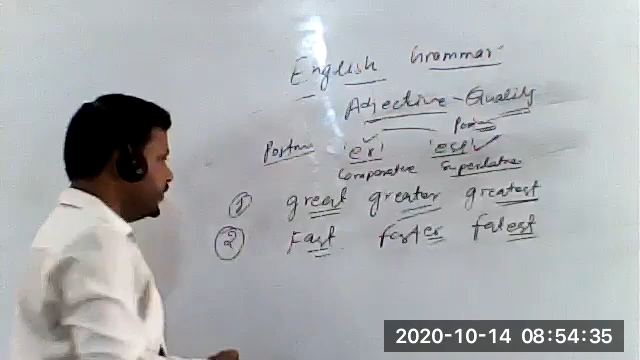 English Grammar
Adjective - Quality
'er' 'est'
Comparative Superlative
① great greater greatest
② Fast faster fatest
2020-10-14 08:54:35